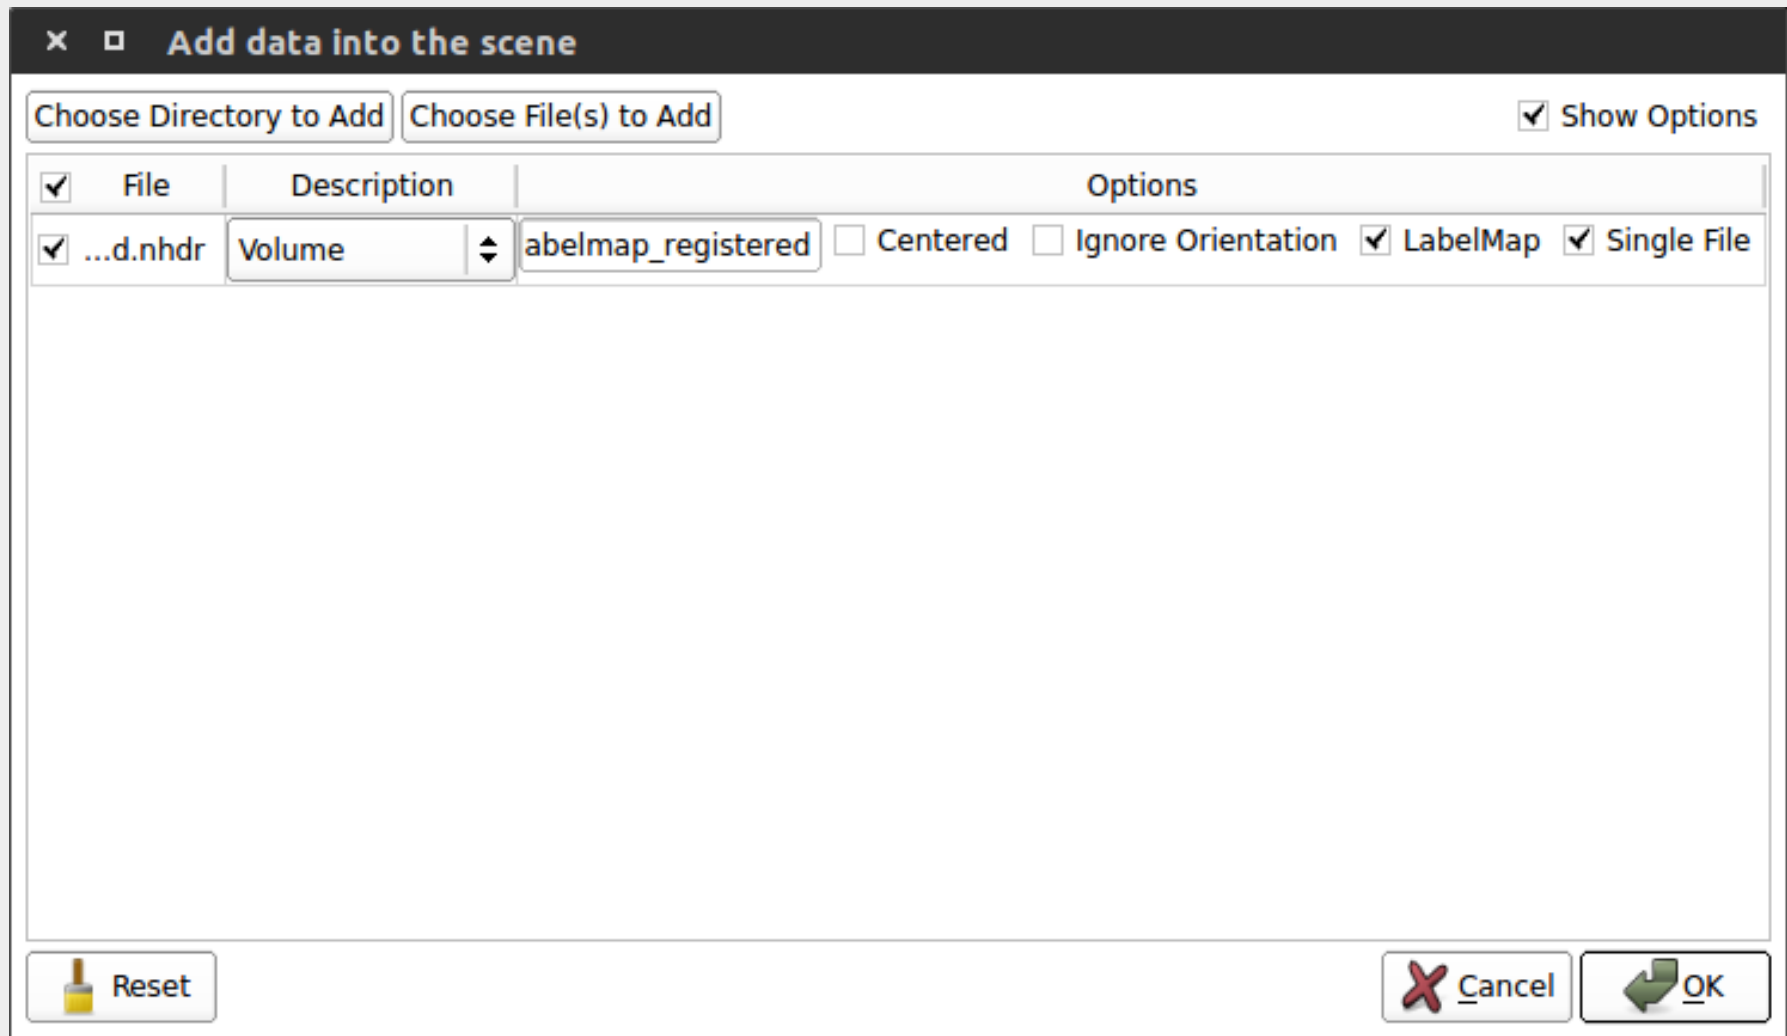 Add data into the scene
Choose Directory to Add Choose File(s) to Add Show Options
File Description Options
...d.nhdr Volume abelmap_registered Centered Ignore Orientation LabelMap Single File
Reset Cancel OK